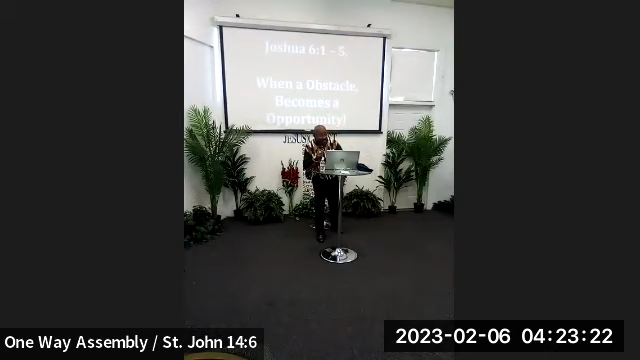 Joshua 6:1 – 5.
When a Obstacle,
Becomes a
Opportunity!
JESUS
One Way Assembly / St. John 14:6
2023-02-06 04:23:22